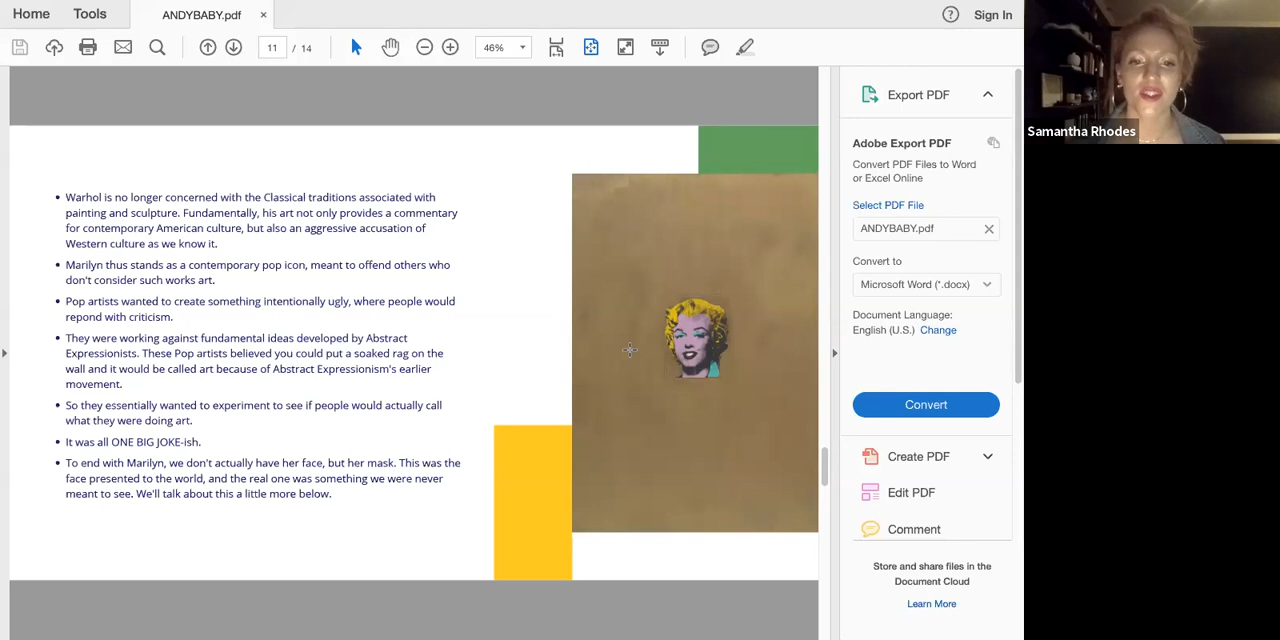 Home
Tools
ANDYBABY.pdf
×
Sign In
11 / 14
46%
Export PDF
Samantha Rhodes
Adobe Export PDF
Convert PDF Files to Word
or Excel Online
Select PDF File
ANDYBABY.pdf
Convert to
Microsoft Word (*.docx)
Document Language:
English (U.S.) Change
Convert
Create PDF
Edit PDF
Comment
Store and share files in the
Document Cloud
Learn More
• Warhol is no longer concerned with the Classical traditions associated with
painting and sculpture. Fundamentally, his art not only provides a commentary
for contemporary American culture, but also an aggressive accusation of
Western culture as we know it.
• Marilyn thus stands as a contemporary pop icon, meant to offend others who
don't consider such works art.
• Pop artists wanted to create something intentionally ugly, where people would
repond with criticism.
• They were working against fundamental ideas developed by Abstract
Expressionists. These Pop artists believed you could put a soaked rag on the
wall and it would be called art because of Abstract Expressionism's earlier
movement.
• So they essentially wanted to experiment to see if people would actually call
what they were doing art.
• It was all ONE BIG JOKE-ish.
• To end with Marilyn, we don't actually have her face, but her mask. This was the
face presented to the world, and the real one was something we were never
meant to see. We'll talk about this a little more below.